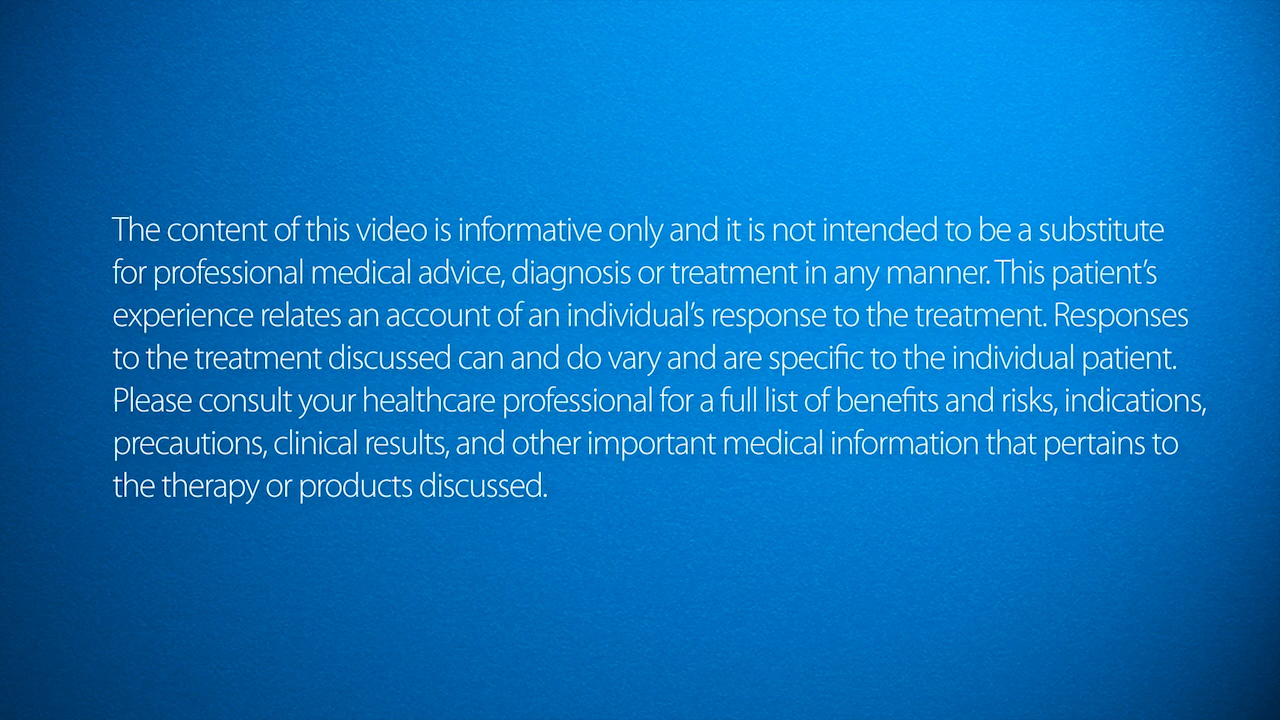 The content of this video is informative only and it is not intended to be a substitute
for professional medical advice, diagnosis or treatment in any manner. This patient’s
experience relates an account of an individual’s response to the treatment. Responses
to the treatment discussed can and do vary and are specific to the individual patient.
Please consult your healthcare professional for a full list of benefits and risks, indications,
precautions, clinical results, and other important medical information that pertains to
the therapy or products discussed.